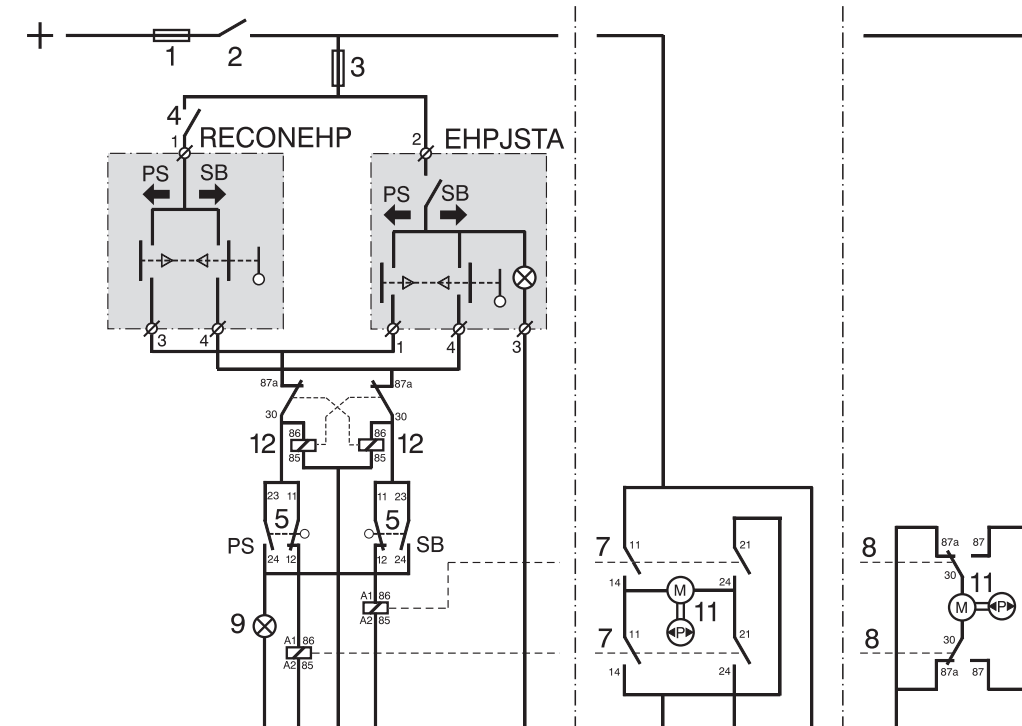 1
2
3
4
1 RECONEHP
2 EHPJSTA
PS SB
PS SB
3 4
1 4 3
87a 87a
30 30
12 86 86 12
85 85
23 11 11 23
5 5
PS SB
24 12 12 24
A1 86
A2 85
9
A1 86
A2 85
7 11 21
14 24
M
11
P
7 11 21
14 24
8 87a 87
30 11
M P
8 30
87a 87